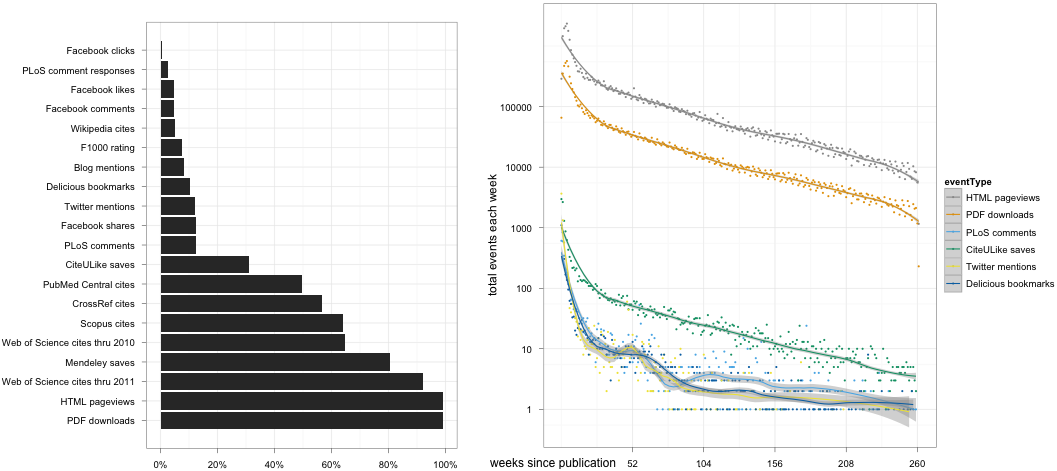 Facebook clicks
PLoS comment responses
Facebook likes
Facebook comments
Wikipedia cites
F1000 rating
Blog mentions
Delicious bookmarks
Twitter mentions
Facebook shares
PLoS comments
CiteULike saves
PubMed Central cites
CrossRef cites
Scopus cites
Web of Science cites thru 2010
Mendeley saves
Web of Science cites thru 2011
HTML pageviews
PDF downloads
0% 20% 40% 60% 80% 100%
total events each week
100000
10000
1000
100
10
1
weeks since publication 52 104 156 208 260
eventType
HTML pageviews
PDF downloads
PLoS comments
CiteULike saves
Twitter mentions
Delicious bookmarks